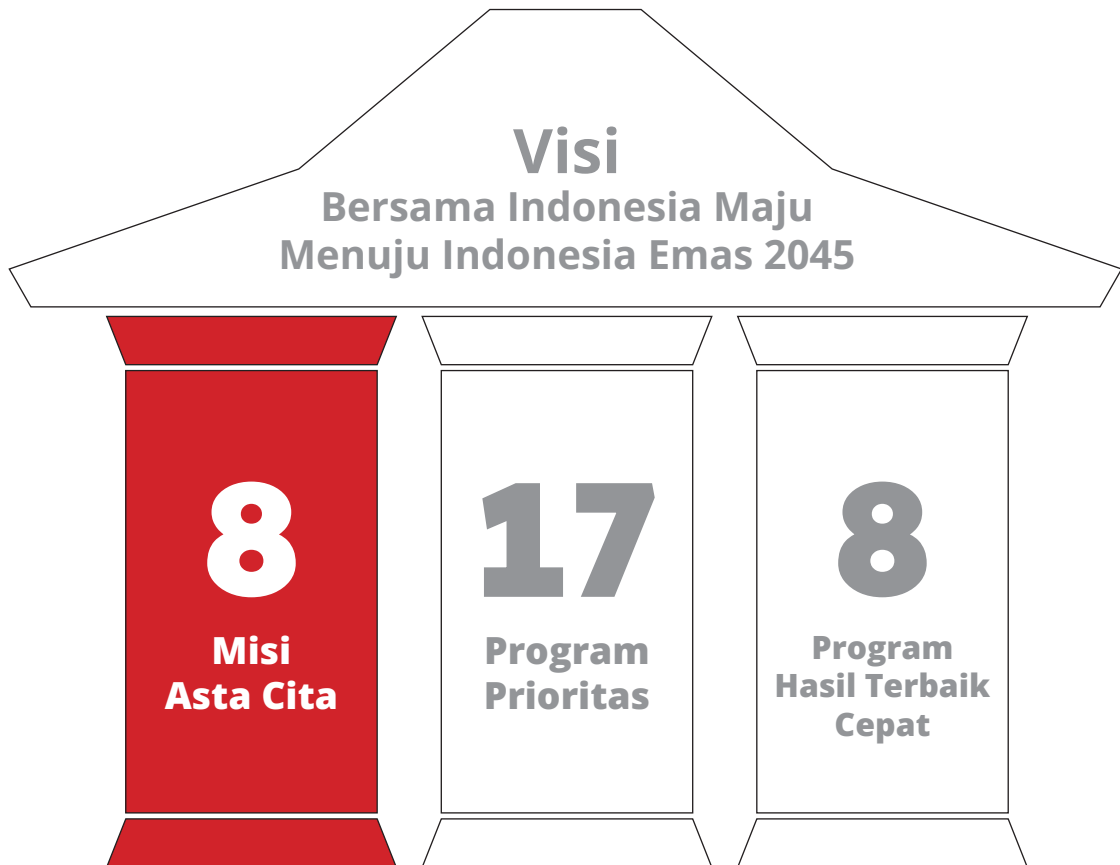 Visi
Bersama Indonesia Maju
Menuju Indonesia Emas 2045
8
Misi
Asta Cita
17
Program
Prioritas
8
Program
Hasil Terbaik
Cepat